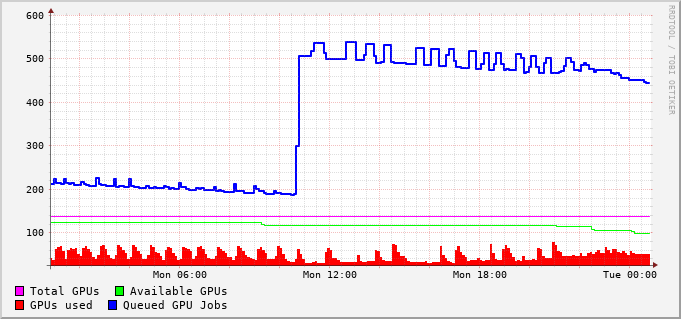 RRDTOOL / TOBI OETIKER
600
500
400
300
200
100
Mon 06:00 Mon 12:00 Mon 18:00 Tue 00:00
Total GPUs Available GPUs
GPUs used Queued GPU Jobs